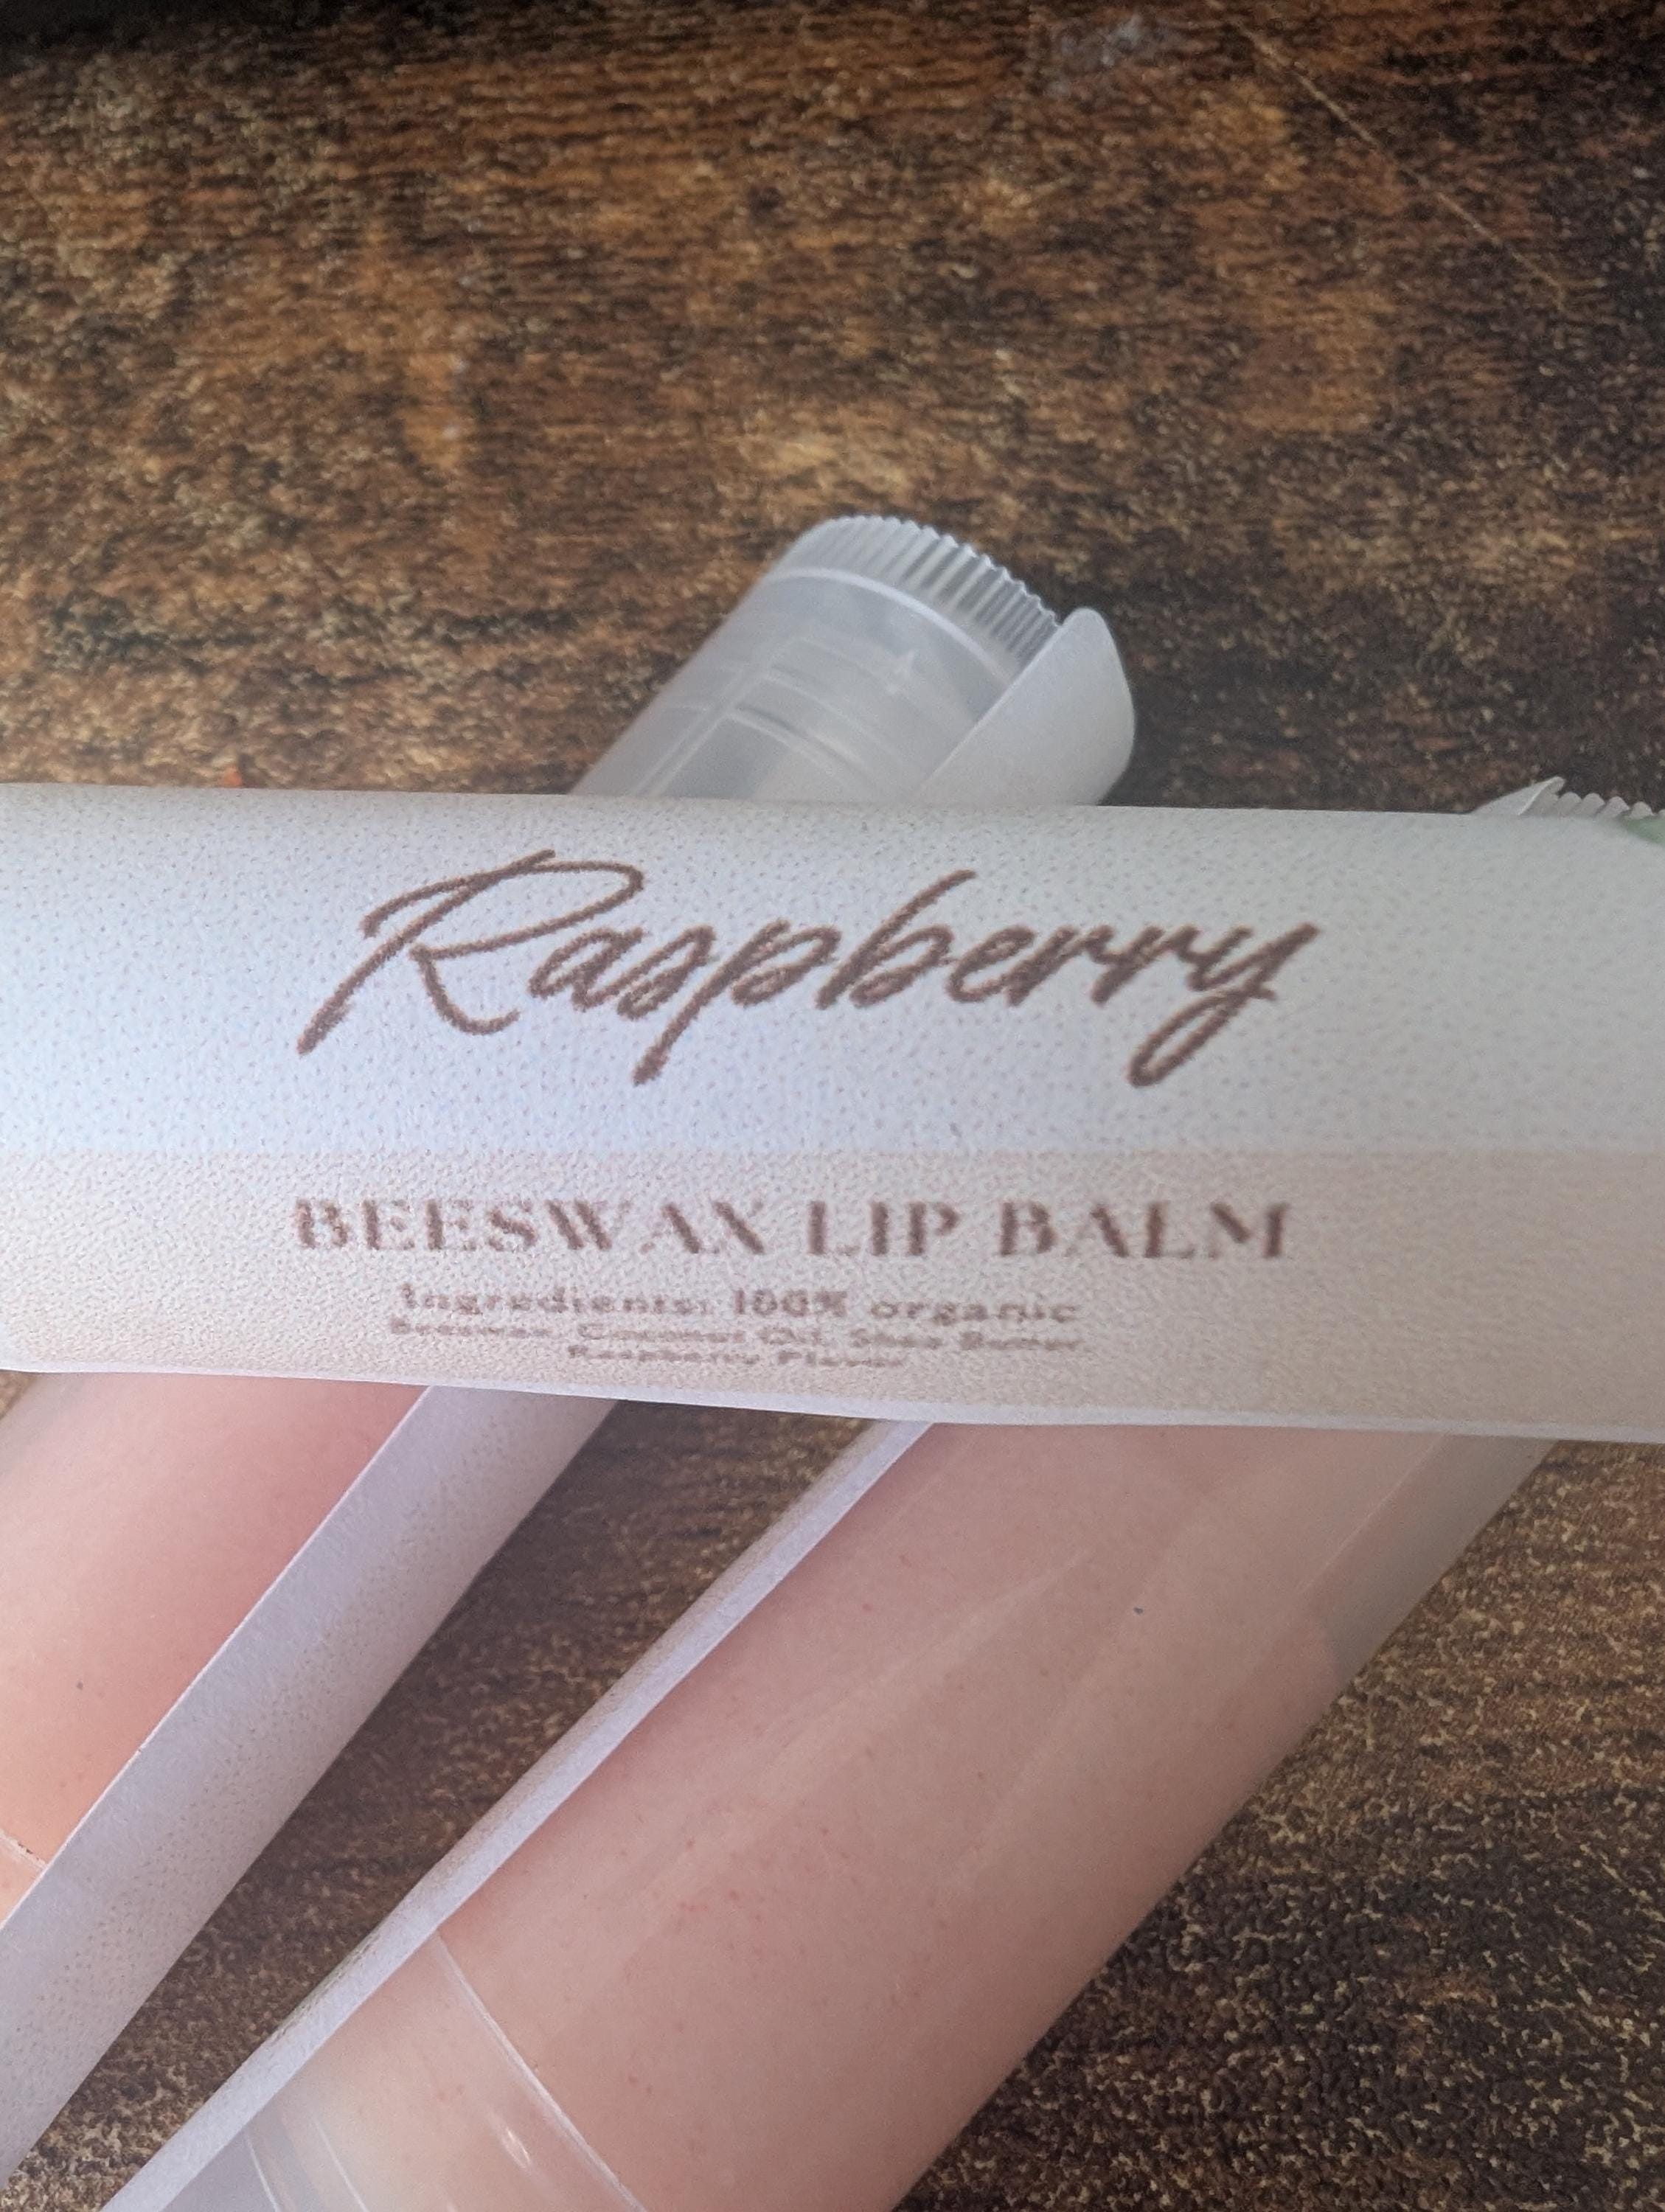 Raspberry
BEESWAX LIP BALM
Ingredients: 100% organic
Beeswax, Coconut Oil, Shea Butter
Raspberry Flavor